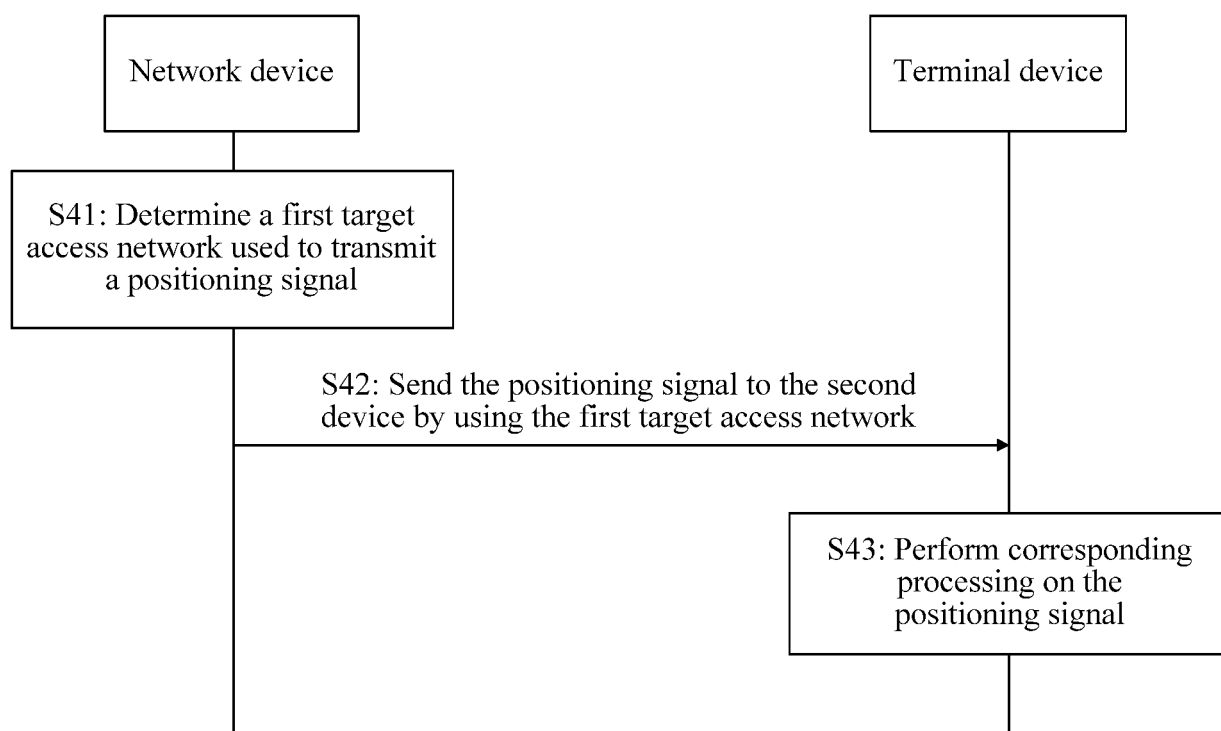 Network device
Terminal device
S41: Determine a first target
access network used to transmit
a positioning signal
S42: Send the positioning signal to the second
device by using the first target access network
S43: Perform corresponding
processing on the
positioning signal